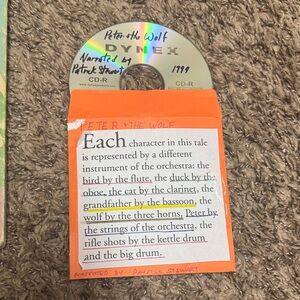 Peter & the Wolf
DYNEX
Narrated by
Patrick Stewart
1994
CD-R
CD-R
PETER & THE WOLF
Each character in this tale
is represented by a different
instrument of the orchestra: the
bird by the flute, the duck by the
oboe, the cat by the clarinet, the
grandfather by the bassoon, the
wolf by the three horns, Peter by
the strings of the orchestra, the
rifle shots by the kettle drum
and the big drum.
NARRATED BY PATRICK STEWART